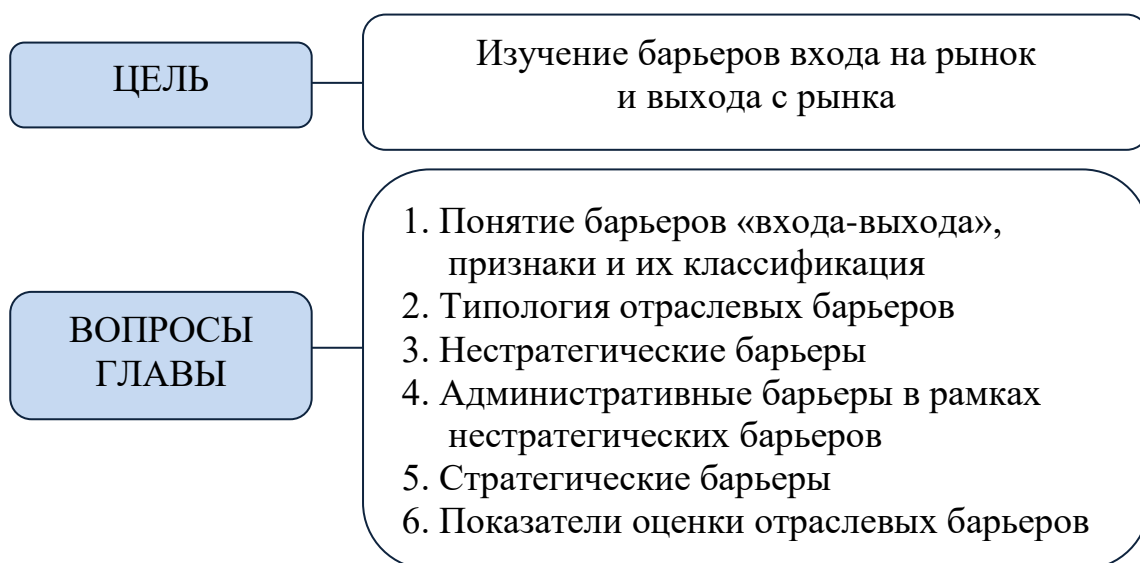 ЦЕЛЬ
Изучение барьеров входа на рынок
и выхода с рынка
ВОПРОСЫ
ГЛАВЫ
1. Понятие барьеров «входа-выхода»,
признаки и их классификация
2. Типология отраслевых барьеров
3. Нестратегические барьеры
4. Административные барьеры в рамках
нестратегических барьеров
5. Стратегические барьеры
6. Показатели оценки отраслевых барьеров